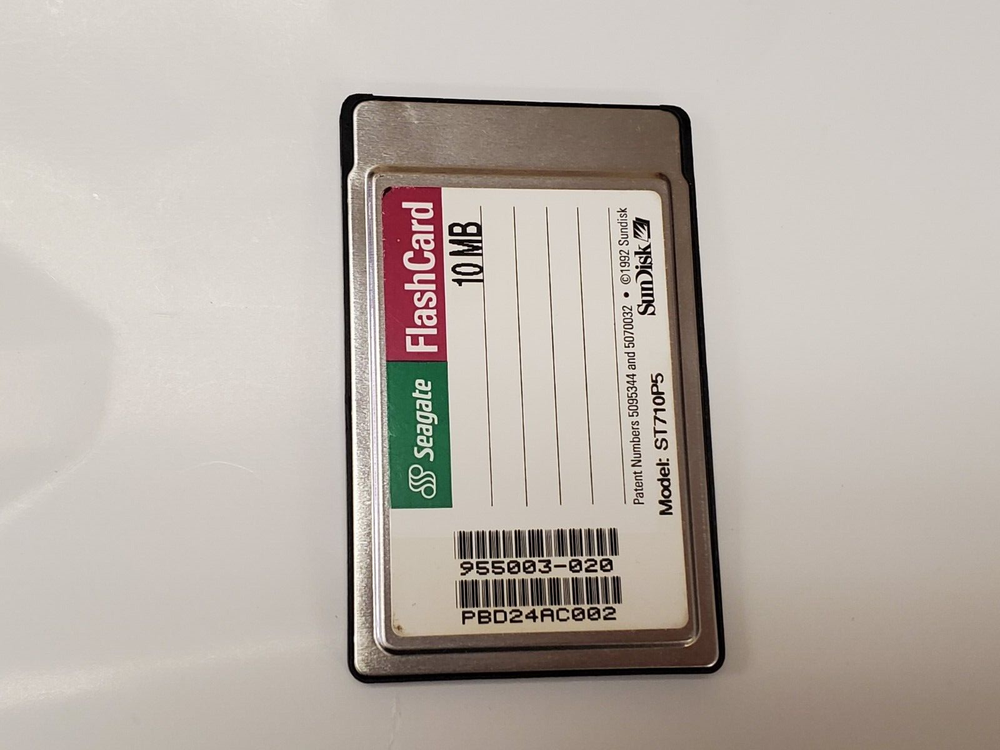 Seagate FlashCard
10 MB
Patent Numbers 5095344 and 5070032 • ©1992 Sundisk
Model: ST710P5 SunDisk
955003-020
PBD24AC002